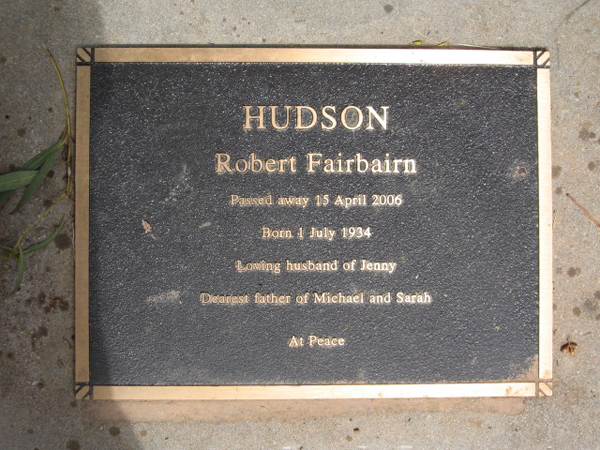 HUDSON
Robert Fairbairn
Passed away 15 April 2006
Born 1 July 1934
Loving husband of Jenny
Dearest father of Michael and Sarah
At Peace